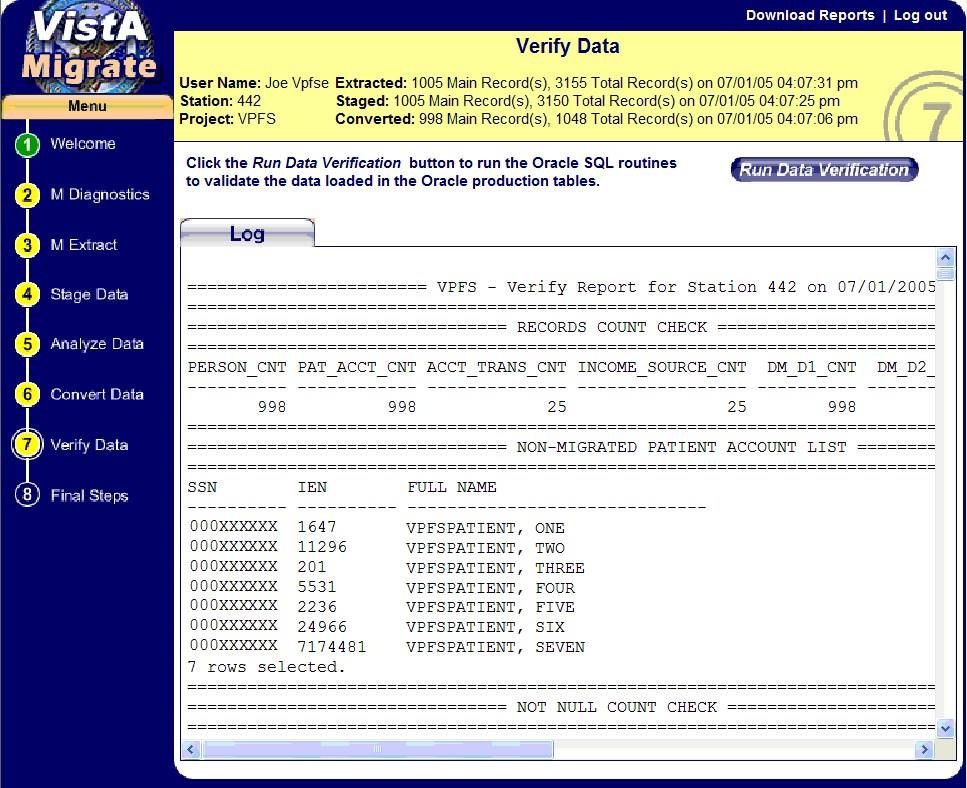 VistA
Migrate
Download Reports | Log out
Verify Data
User Name: Joe Vpfse Extracted: 1005 Main Record(s), 3155 Total Record(s) on 07/01/05 04:07:31 pm
Station: 442 Staged: 1005 Main Record(s), 3150 Total Record(s) on 07/01/05 04:07:25 pm
Project: VPFS Converted: 998 Main Record(s), 1048 Total Record(s) on 07/01/05 04:07:06 pm
7
Menu
1 Welcome
2 M Diagnostics
3 M Extract
4 Stage Data
5 Analyze Data
6 Convert Data
7 Verify Data
8 Final Steps
Click the Run Data Verification button to run the Oracle SQL routines
to validate the data loaded in the Oracle production tables.
Run Data Verification
Log
======================== VPFS - Verify Report for Station 442 on 07/01/2005
===========================================================================
================================ RECORDS COUNT CHECK ======================
===========================================================================
PERSON_CNT PAT_ACCT_CNT ACCT_TRANS_CNT INCOME_SOURCE_CNT DM_D1_CNT DM_D2_
---------- ------------ -------------- ----------------- --------- ------
998 998 25 25 998
===========================================================================
================================ NON-MIGRATED PATIENT ACCOUNT LIST ========
===========================================================================
SSN IEN FULL NAME
---------- ---------- ------------------------------
000XXXXXX 1647 VPFSPATIENT, ONE
000XXXXXX 11296 VPFSPATIENT, TWO
000XXXXXX 201 VPFSPATIENT, THREE
000XXXXXX 5531 VPFSPATIENT, FOUR
000XXXXXX 2236 VPFSPATIENT, FIVE
000XXXXXX 24966 VPFSPATIENT, SIX
000XXXXXX 7174481 VPFSPATIENT, SEVEN
7 rows selected.
===========================================================================
================================ NOT NULL COUNT CHECK =====================
===========================================================================